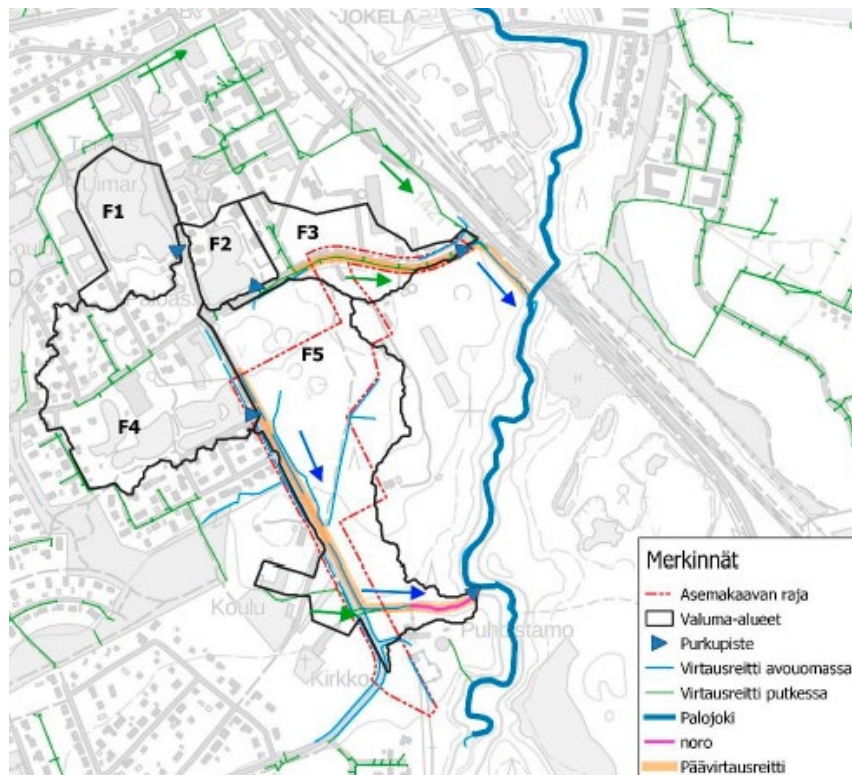 JOKELA
F1
F2
F3
F5
F4
Koulu
Kirkko
Puhdistamo
Merkinnät
Asemakaavan raja
Valuma-alueet
Purkupiste
Virtausreitti avouomassa
Virtausreitti putkessa
Palojoki
noro
Päävirtausreitti